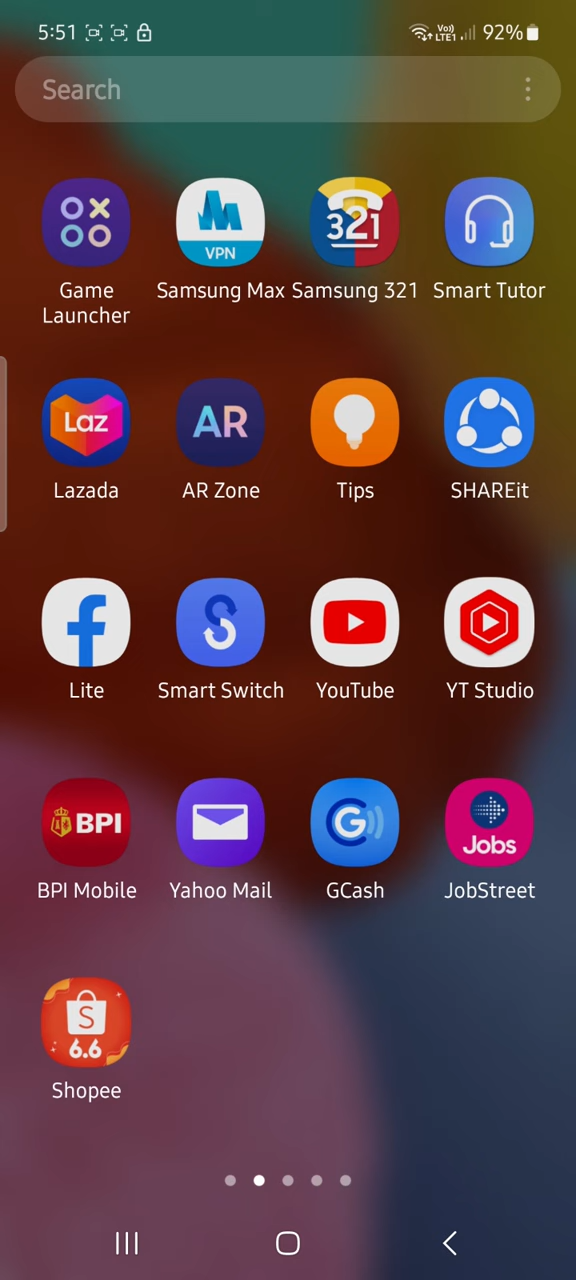 5:51 Vo) LTE1 92%
Search
321
VPN
Game Launcher
Samsung Max
Samsung 321
Smart Tutor
Laz
AR
Lazada
AR Zone
Tips
SHAREit
Lite
Smart Switch
YouTube
YT Studio
BPI
G
Jobs
BPI Mobile
Yahoo Mail
GCash
JobStreet
S
6.6
Shopee